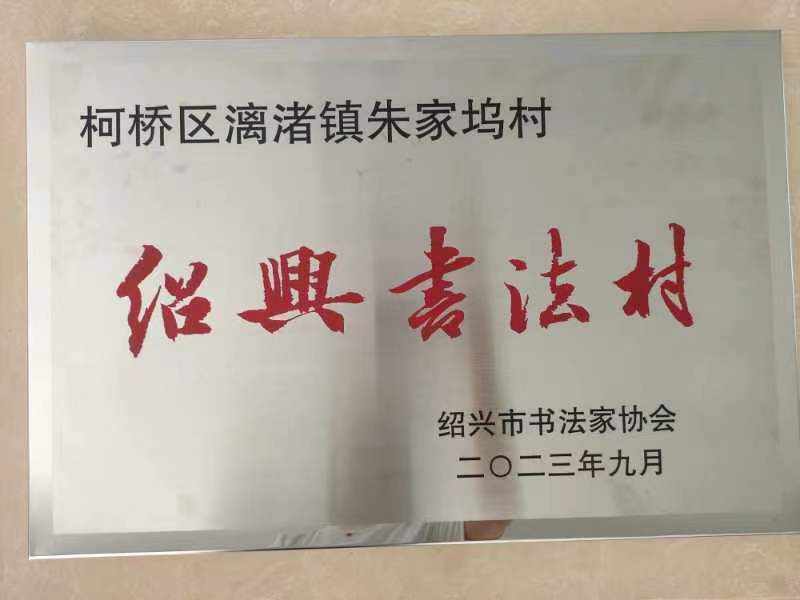 柯桥区漓渚镇朱家坞村
绍興書法村
绍兴市书法家协会
二〇二三年九月